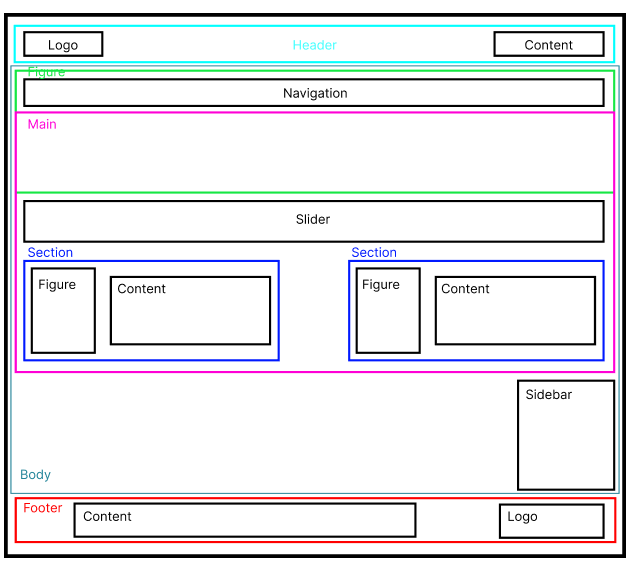 Logo
Header
Content
Figure
Navigation
Main
Slider
Section
Section
Figure
Content
Figure
Content
Sidebar
Body
Footer
Content
Logo